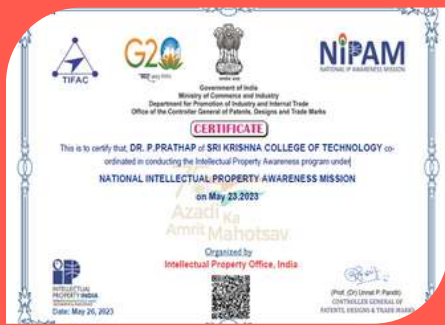 TIFAC
G20
NiPAM
NATIONAL IP AWARENESS MISSION
Government of India
Ministry of Commerce and Industry
Department for Promotion of Industry and Internal Trade
Office of the Controller General of Patents, Designs and Trade Marks
CERTIFICATE
This is to certify that, DR. P.PRATHAP of SRI KRISHNA COLLEGE OF TECHNOLOGY co-
ordinated in conducting the Intellectual Property Awareness program under
NATIONAL INTELLECTUAL PROPERTY AWARENESS MISSION
on May 23,2023
Azadi Ka
Amrit Mahotsav
Organized by
Intellectual Property Office, India
INTELLECTUAL
PROPERTY INDIA
Date: May 26, 2023
(Prof. (Dr) Unnat P. Pandit)
CONTROLLER GENERAL OF
PATENTS, DESIGNS & TRADE MARKS